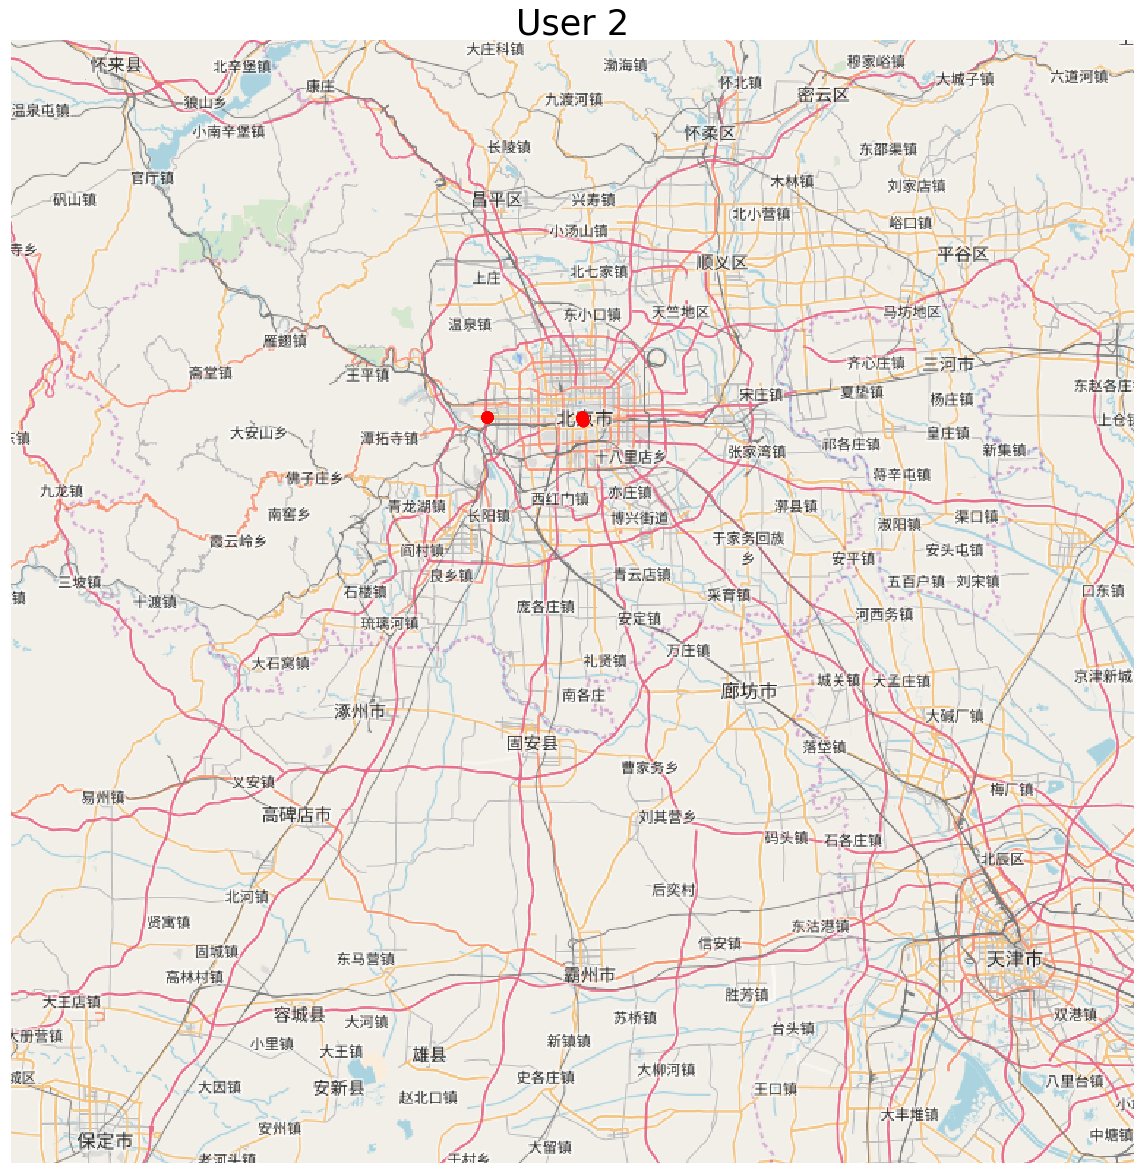 User 2
大庄科镇
怀来县
北辛堡镇
渤海镇
穆家峪镇
怀北镇
大城子镇
六道河镇
康庄
密云区
九渡河镇
温泉屯镇
狼山乡
小南辛堡镇
怀柔区
长陵镇
东邵渠镇
官厅镇
木林镇
刘家店镇
矾山镇
昌平区
兴寿镇
北小营镇
峪口镇
小汤山镇
寺乡
平谷区
顺义区
北七家镇
上庄
天竺地区
马坊地区
东小口镇
温泉镇
雁翅镇
齐心庄镇
三河市
斋堂镇
王平镇
东赵各庄
宋庄镇
夏垫镇
杨庄镇
北京市
上仓
大安山乡
潭拓寺镇
皇庄镇
东镇
祁各庄镇
新集镇
张家湾镇
十八里店乡
蒋辛屯镇
佛子庄乡
九龙镇
西红门镇
亦庄镇
青龙湖镇
漷县镇
南窖乡
长阳镇
博兴街道
渠口镇
淑阳镇
霞云岭乡
于家务回族
乡
阎村镇
安头屯镇
安平镇
良乡镇
青云店镇
三坡镇
五百户镇
刘宋镇
石楼镇
采育镇
口东镇
镇
十渡镇
庞各庄镇
河西务镇
安定镇
琉璃河镇
万庄镇
大石窝镇
礼贤镇
京津新城
城关镇
大孟庄镇
廊坊市
南各庄
涿州市
大碱厂镇
固安县
落垡镇
曹家务乡
义安镇
梅厂镇
易州镇
高碑店市
刘其营乡
码头镇
石各庄镇
北辰区
后奕村
北河镇
贤寓镇
东沽港镇
信安镇
固城镇
东马营镇
天津市
高林村镇
霸州市
胜芳镇
大王店镇
容城县
大河镇
苏桥镇
双港镇
台头镇
大册营镇
小里镇
新镇镇
大王镇
雄县
大柳河镇
城区
史各庄镇
八里台镇
大因镇
安新县
王口镇
赵北口镇
大丰堆镇
安州镇
中塘镇
保定市
大留镇
老河头镇
于村乡